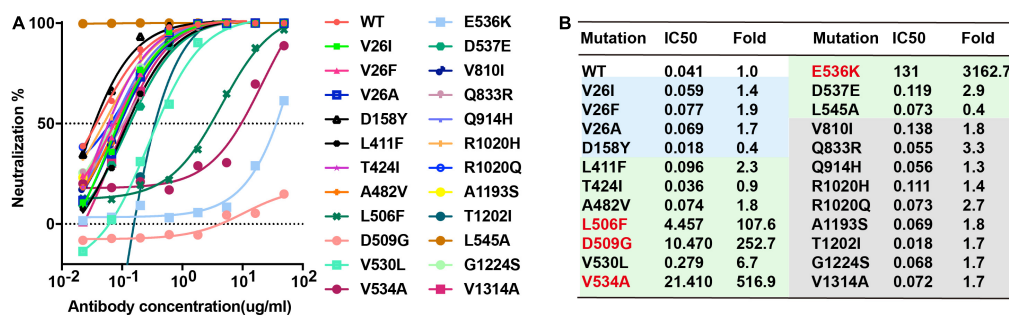 A
Neutralization %
100
50
0
10-2
10-1
100
101
102
Antibody concentration(ug/ml)
WT
V26I
V26F
V26A
D158Y
L411F
T424I
A482V
L506F
D509G
V530L
V534A
E536K
D537E
V810I
Q833R
Q914H
R1020H
R1020Q
A1193S
T1202I
L545A
G1224S
V1314A
B
Mutation IC50 Fold
WT 0.041 1.0
V26I 0.059 1.4
V26F 0.077 1.9
V26A 0.069 1.7
D158Y 0.018 0.4
L411F 0.096 2.3
T424I 0.036 0.9
A482V 0.074 1.8
L506F 4.457 107.6
D509G 10.470 252.7
V530L 0.279 6.7
V534A 21.410 516.9
Mutation IC50 Fold
E536K 131 3162.7
D537E 0.119 2.9
L545A 0.073 0.4
V810I 0.138 1.8
Q833R 0.055 3.3
Q914H 0.056 1.3
R1020H 0.111 1.4
R1020Q 0.073 2.7
A1193S 0.069 1.8
T1202I 0.018 1.7
G1224S 0.068 1.7
V1314A 0.072 1.7